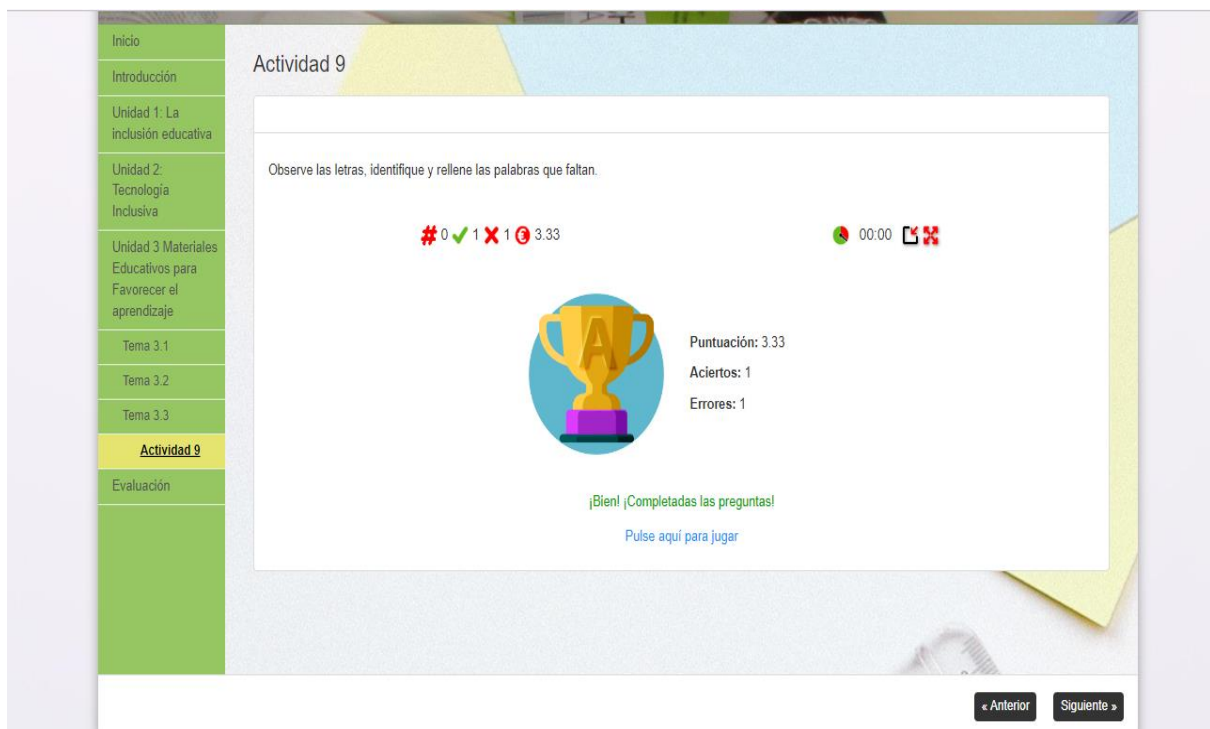 Inicio
Introducción
Unidad 1: La
inclusión educativa
Unidad 2:
Tecnología
Inclusiva
Unidad 3 Materiales
Educativos para
Favorecer el
aprendizaje
Tema 3.1
Tema 3.2
Tema 3.3
Actividad 9
Evaluación
Actividad 9
Observe las letras, identifique y rellene las palabras que faltan.
0 1 1 3.33
00:00
A
Puntuación: 3.33
Aciertos: 1
Errores: 1
¡Bien! ¡Completadas las preguntas!
Pulse aquí para jugar
« Anterior Siguiente »